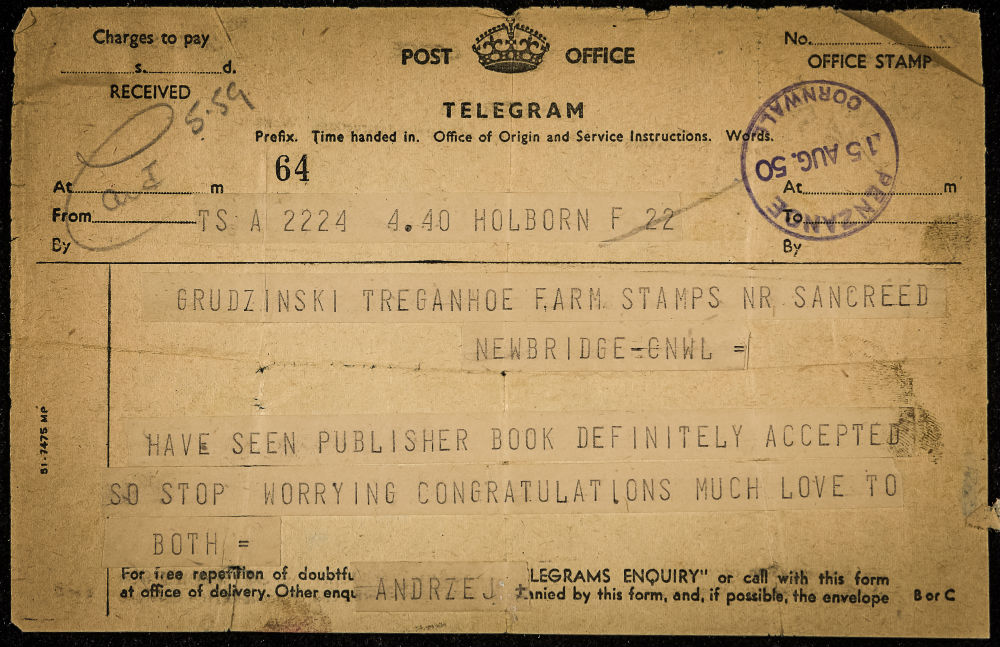 Charges to pay
s. d.
RECEIVED
POST OFFICE
No.
OFFICE STAMP
5.59
TELEGRAM
Prefix. Time handed in. Office of Origin and Service Instructions. Words.
64
CORNWALL
15 AUG. 50
PENZANCE
At m
From
By
TS A 2224 4.40 HOLBORN F 22
At m
To
By
GRUDZINSKI TREGANHOE FARM STAMPS NR SANCREED
NEWBRIDGE-CNWL =
HAVE SEEN PUBLISHER BOOK DEFINITELY ACCEPTED
SO STOP WORRYING CONGRATULATIONS MUCH LOVE TO
BOTH =
51-7475 MP
For free repetition of doubtfu LEGRAMS ENQUIRY" or call with this form
at office of delivery. Other enqu ANDRZEJ + nied by this form, and, if possible, the envelope B or C